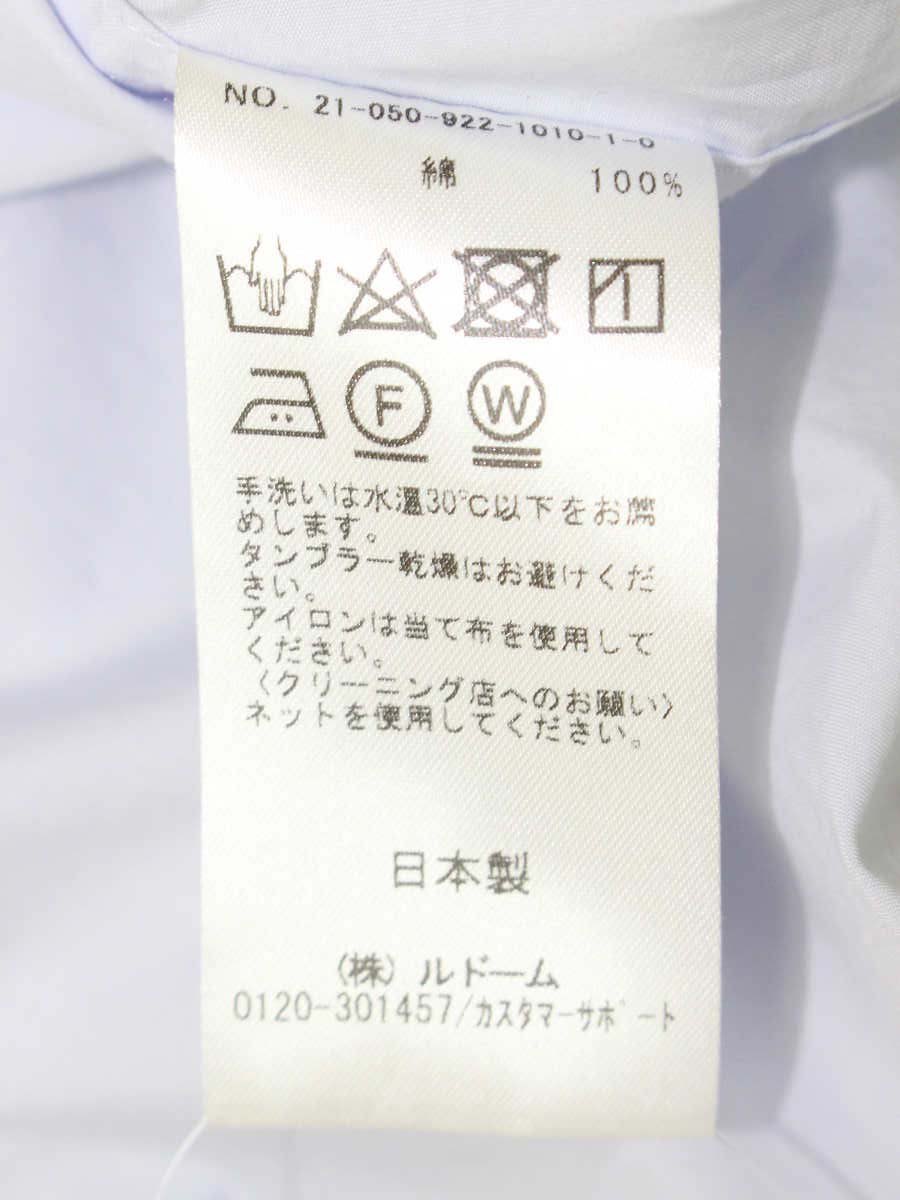 NO. 21-050-922-1010-1-0
綿 100%
F W
手洗いは水温30℃以下をお薦
めします。
タンブラー乾燥はお避けくだ
さい。
アイロンは当て布を使用して
ください。
〈クリーニング店へのお願い〉
ネットを使用してください。
日本製
(株) ルドーム
0120-301457/カスタマーサポート